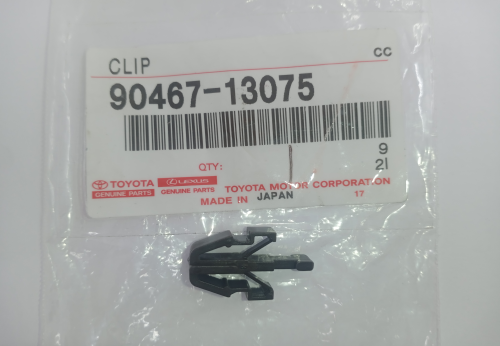 CLIP CC
90467-13075
9
QTY: 1 21
TOYOTA LEXUS TOYOTA MOTOR CORPORATION
GENUINE PARTS GENUINE PARTS
MADE IN JAPAN 17